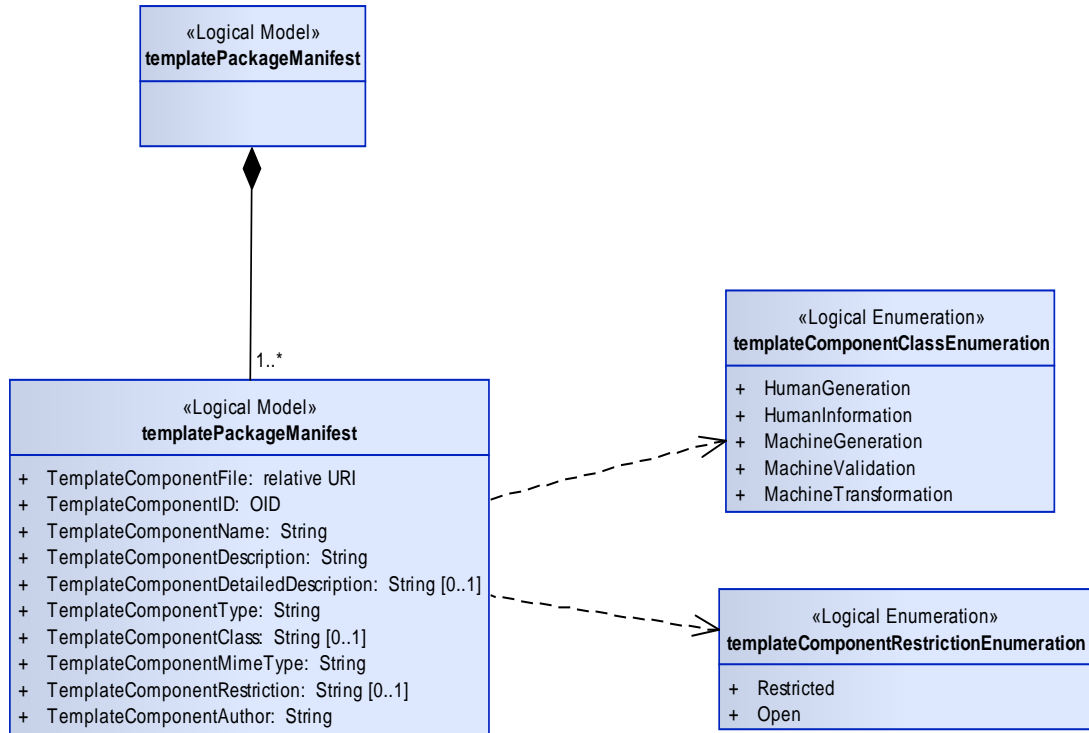 «Logical Model»
templatePackageManifest
1..*
«Logical Model»
templatePackageManifest
+ TemplateComponentFile: relative URI
+ TemplateComponentID: OID
+ TemplateComponentName: String
+ TemplateComponentDescription: String
+ TemplateComponentDetailedDescription: String [0..1]
+ TemplateComponentType: String
+ TemplateComponentClass: String [0..1]
+ TemplateComponentMimeType: String
+ TemplateComponentRestriction: String [0..1]
+ TemplateComponentAuthor: String
«Logical Enumeration»
templateComponentClassEnumeration
+ HumanGeneration
+ HumanInformation
+ MachineGeneration
+ MachineValidation
+ MachineTransformation
«Logical Enumeration»
templateComponentRestrictionEnumeration
+ Restricted
+ Open